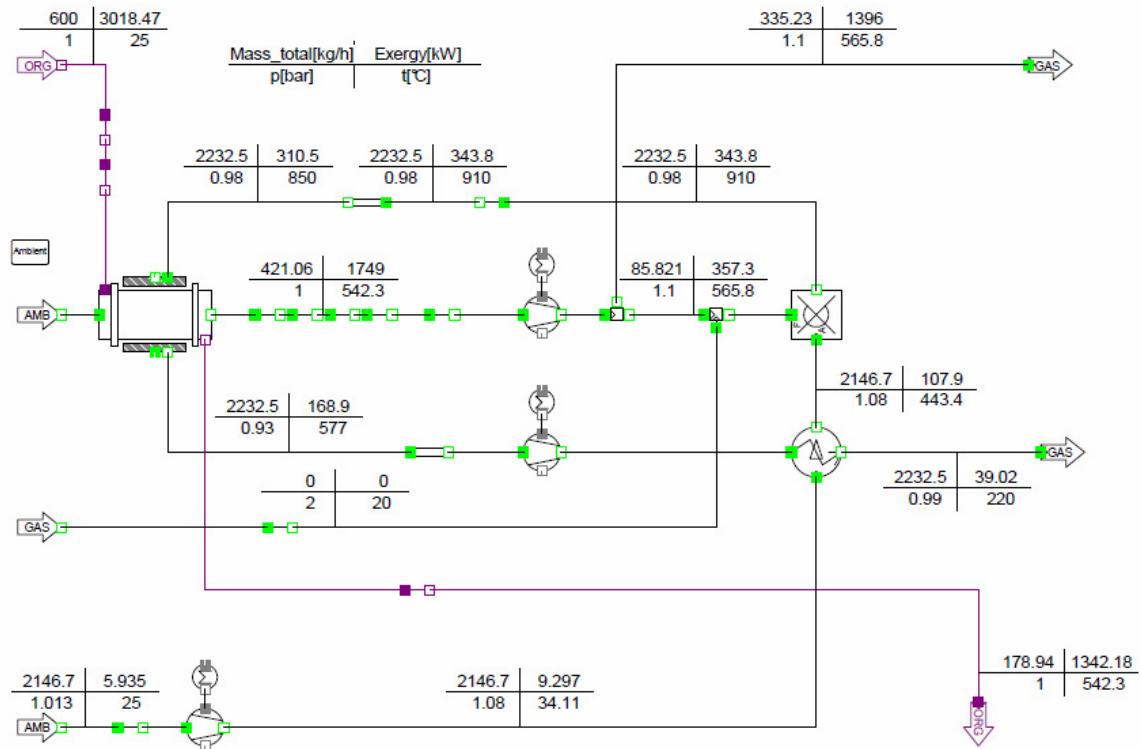 600 3018.47
1 25
335.23 1396
1.1 565.8
Mass_total[kg/h] Exergy[kW]
p[bar] t[°C]
ORG
GAS
2232.5 310.5
0.98 850
2232.5 343.8
0.98 910
2232.5 343.8
0.98 910
Ambient
421.06 1749
1 542.3
85.821 357.3
1.1 565.8
AMB
F
A
2146.7 107.9
1.08 443.4
2232.5 168.9
0.93 577
GAS
2232.5 39.02
0.99 220
0 0
2 20
GAS
178.94 1342.18
1 542.3
2146.7 5.935
1.013 25
2146.7 9.297
1.08 34.11
AMB
ORG